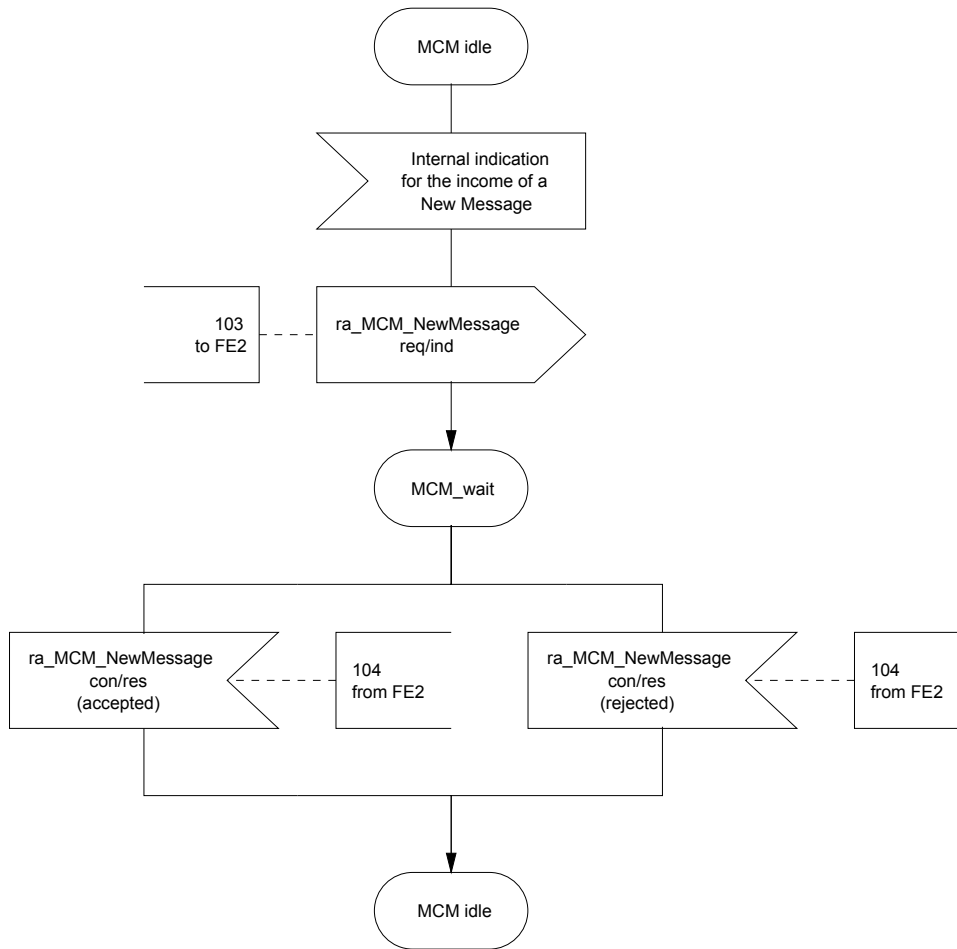 MCM idle
Internal indication
for the income of a
New Message
103
to FE2
ra_MCM_NewMessage
req/ind
MCM_wait
ra_MCM_NewMessage
con/res
(accepted)
104
from FE2
ra_MCM_NewMessage
con/res
(rejected)
104
from FE2
MCM idle